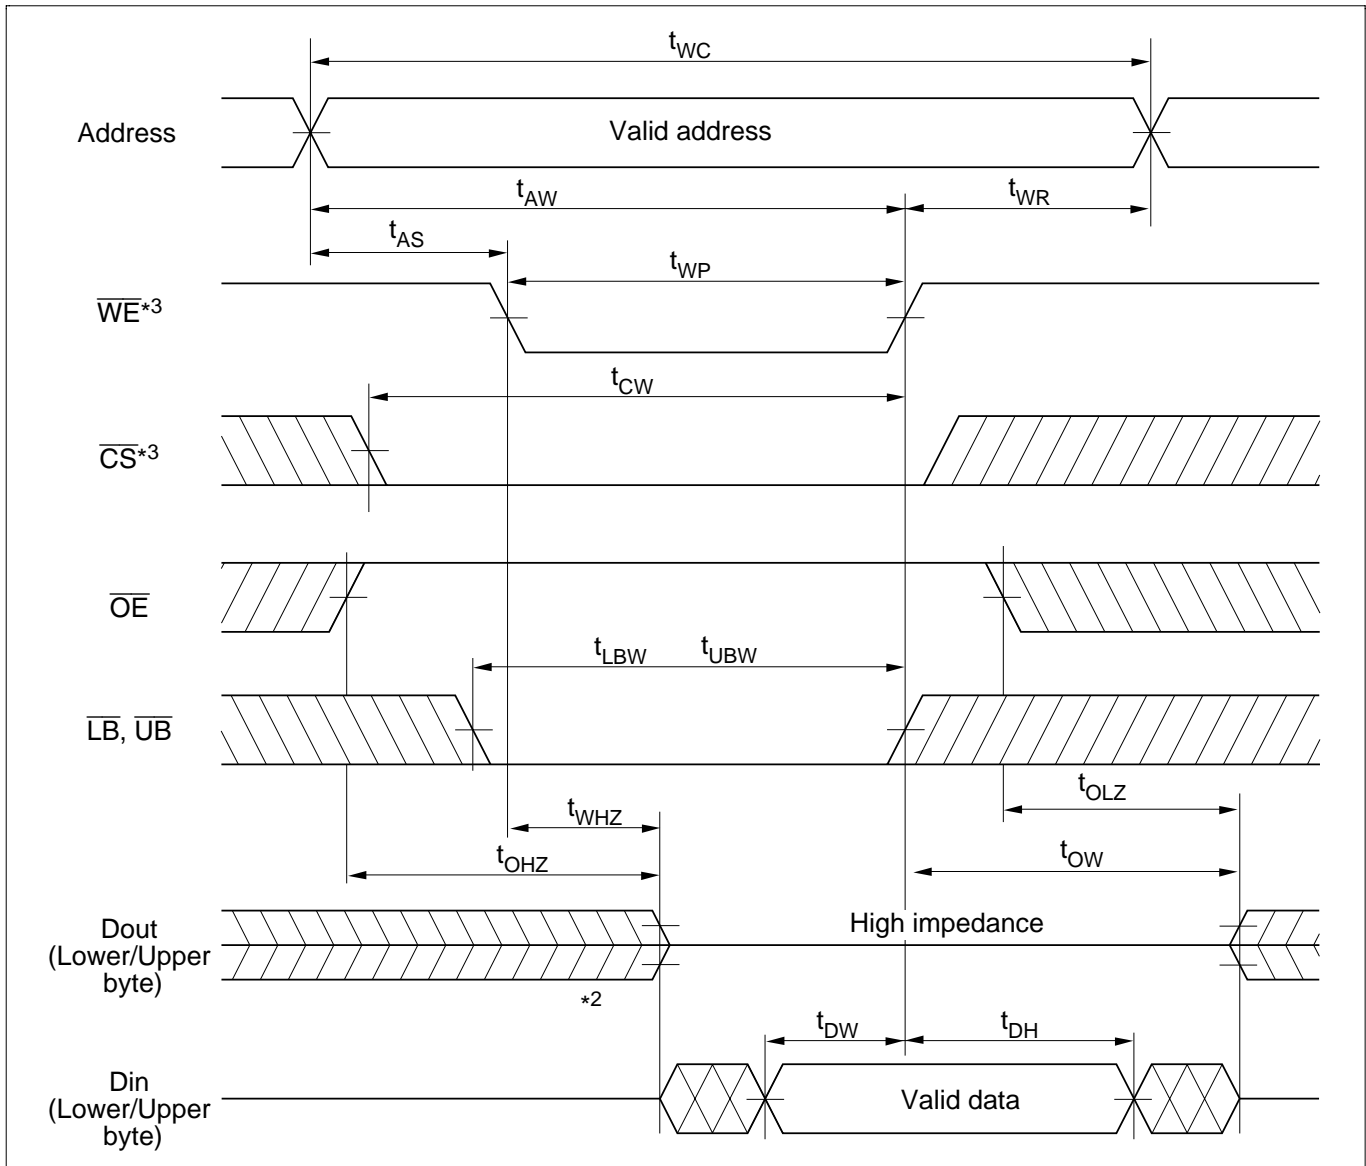 tWC
Address
Valid address
tAW
tWR
tAS
tWP
WE*3
tCW
CS*3
OE
tLBW tUBW
LB, UB
tOLZ
tWHZ
tOW
tOHZ
High impedance
Dout
(Lower/Upper
byte)
*2
tDW
tDH
Din
(Lower/Upper
byte)
Valid data